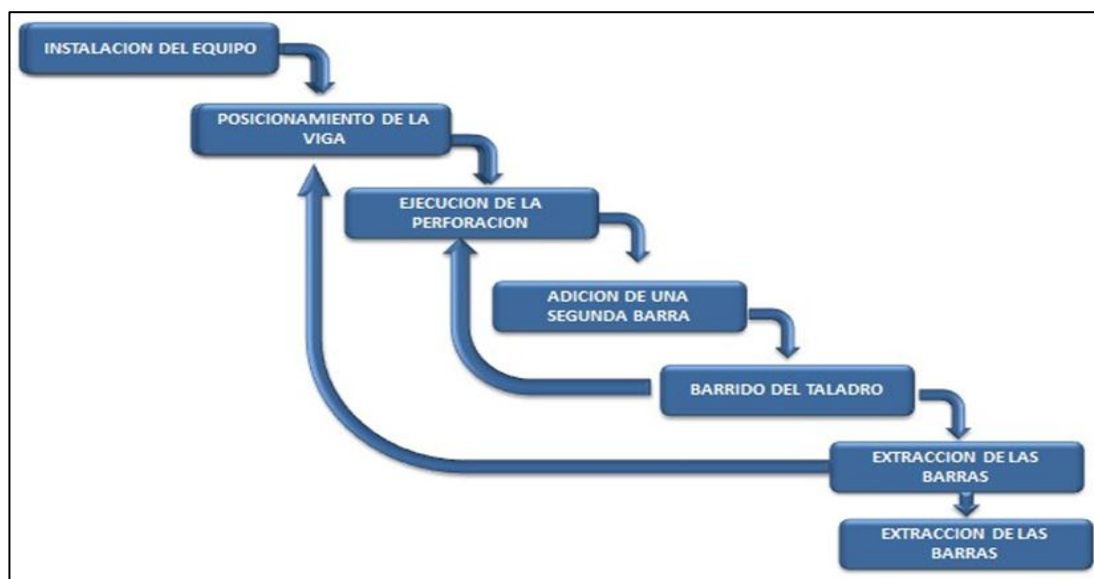 INSTALACION DEL EQUIPO
POSICIONAMIENTO DE LA
VIGA
EJECUCION DE LA
PERFORACION
ADICION DE UNA
SEGUNDA BARRA
BARRIDO DEL TALADRO
EXTRACCION DE LAS
BARRAS
EXTRACCION DE LAS
BARRAS